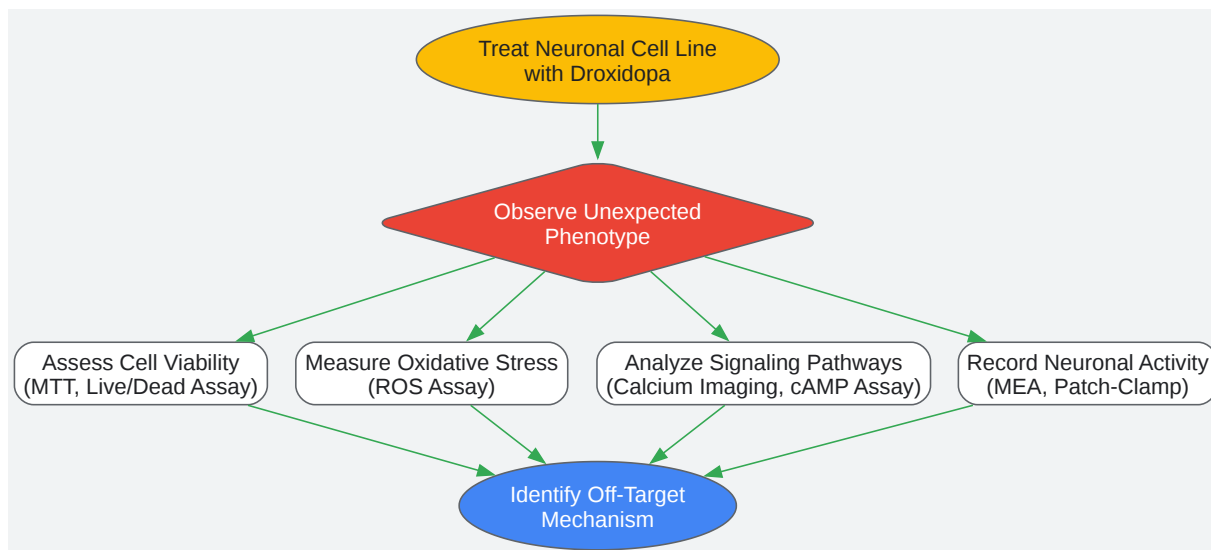 Treat Neuronal Cell Line
with Droxidopa
Observe Unexpected
Phenotype
Assess Cell Viability
(MTT, Live/Dead Assay)
Measure Oxidative Stress
(ROS Assay)
Analyze Signaling Pathways
(Calcium Imaging, cAMP Assay)
Record Neuronal Activity
(MEA, Patch-Clamp)
Identify Off-Target
Mechanism